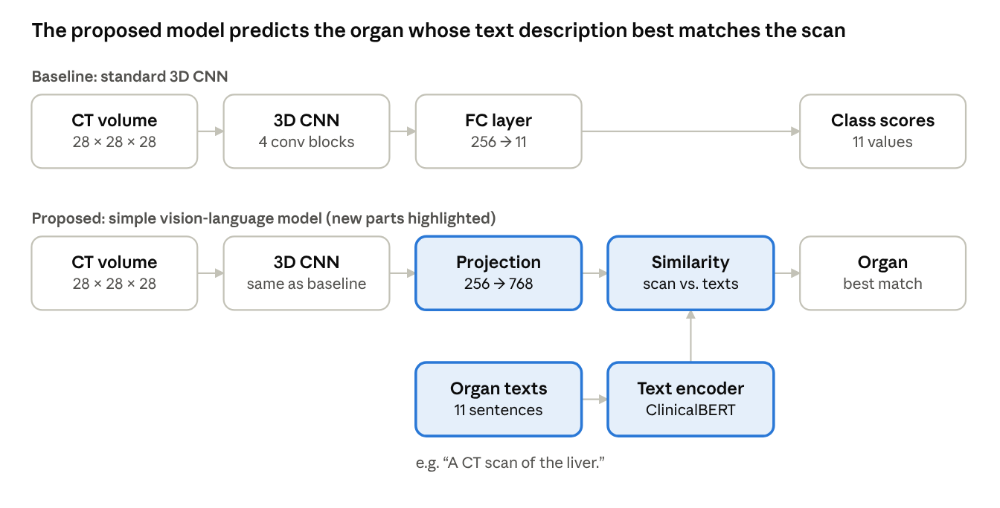 The proposed model predicts the organ whose text description best matches the scan
Baseline: standard 3D CNN
CT volume
28 × 28 × 28
3D CNN
4 conv blocks
FC layer
256 → 11
Class scores
11 values
Proposed: simple vision-language model (new parts highlighted)
CT volume
28 × 28 × 28
3D CNN
same as baseline
Projection
256 → 768
Similarity
scan vs. texts
Organ
best match
Organ texts
11 sentences
Text encoder
ClinicalBERT
e.g. “A CT scan of the liver.”